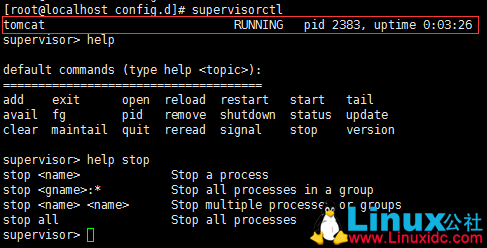 [root@localhost config.d]# supervisorctl
tomcat                           RUNNING   pid 2383, uptime 0:03:26
supervisor> help

default commands (type help <topic>):
=====================================
add    exit      open  reload  restart   start   tail
avail  fg        pid   remove  shutdown  status  update
clear  maintail  quit  reread  signal    stop    version

supervisor> help stop
stop <name>             Stop a process
stop <gname>:*          Stop all processes in a group
stop <name> <name>      Stop multiple processes or groups
stop all                Stop all processes
supervisor>
Linux公社
www.Linuxidc.com